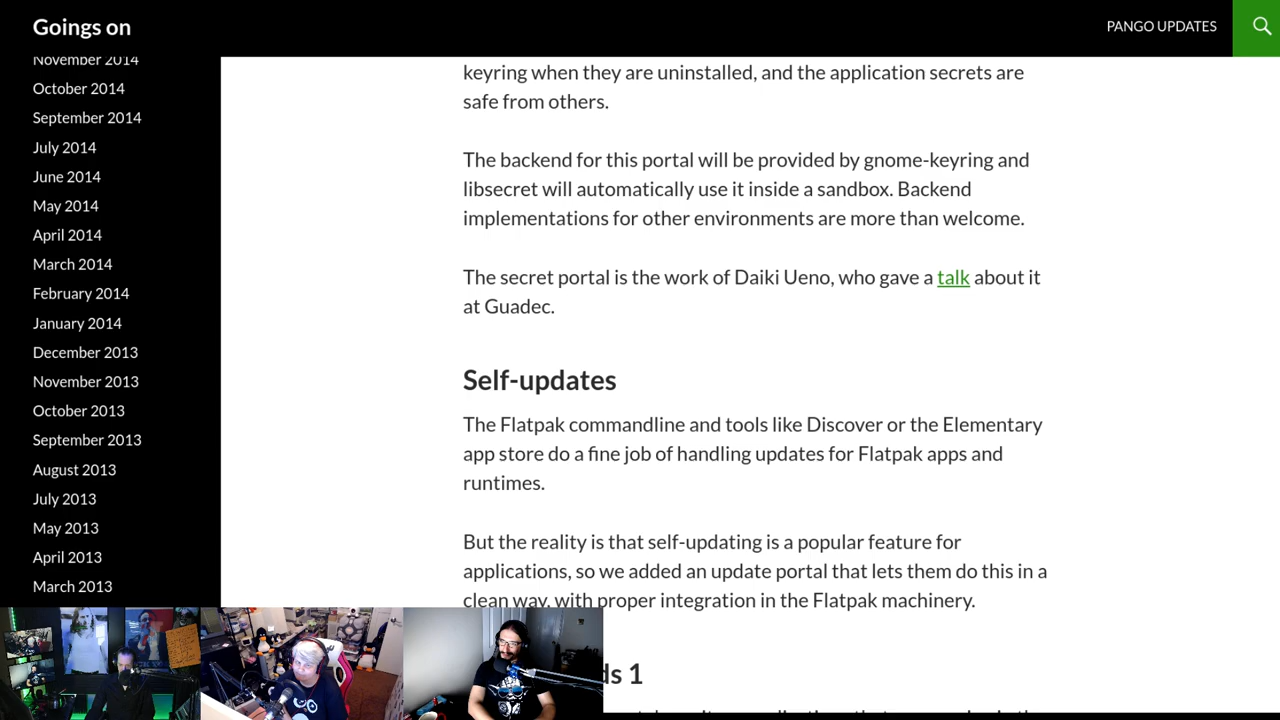 Goings on
PANGO UPDATES
November 2014
October 2014
September 2014
July 2014
June 2014
May 2014
April 2014
March 2014
February 2014
January 2014
December 2013
November 2013
October 2013
September 2013
August 2013
July 2013
May 2013
April 2013
March 2013
keyring when they are uninstalled, and the application secrets are
safe from others.
The backend for this portal will be provided by gnome-keyring and
libsecret will automatically use it inside a sandbox. Backend
implementations for other environments are more than welcome.
The secret portal is the work of Daiki Ueno, who gave a talk about it
at Guadec.
Self-updates
The Flatpak commandline and tools like Discover or the Elementary
app store do a fine job of handling updates for Flatpak apps and
runtimes.
But the reality is that self-updating is a popular feature for
applications, so we added an update portal that lets them do this in a
clean way, with proper integration in the Flatpak machinery.
ds 1